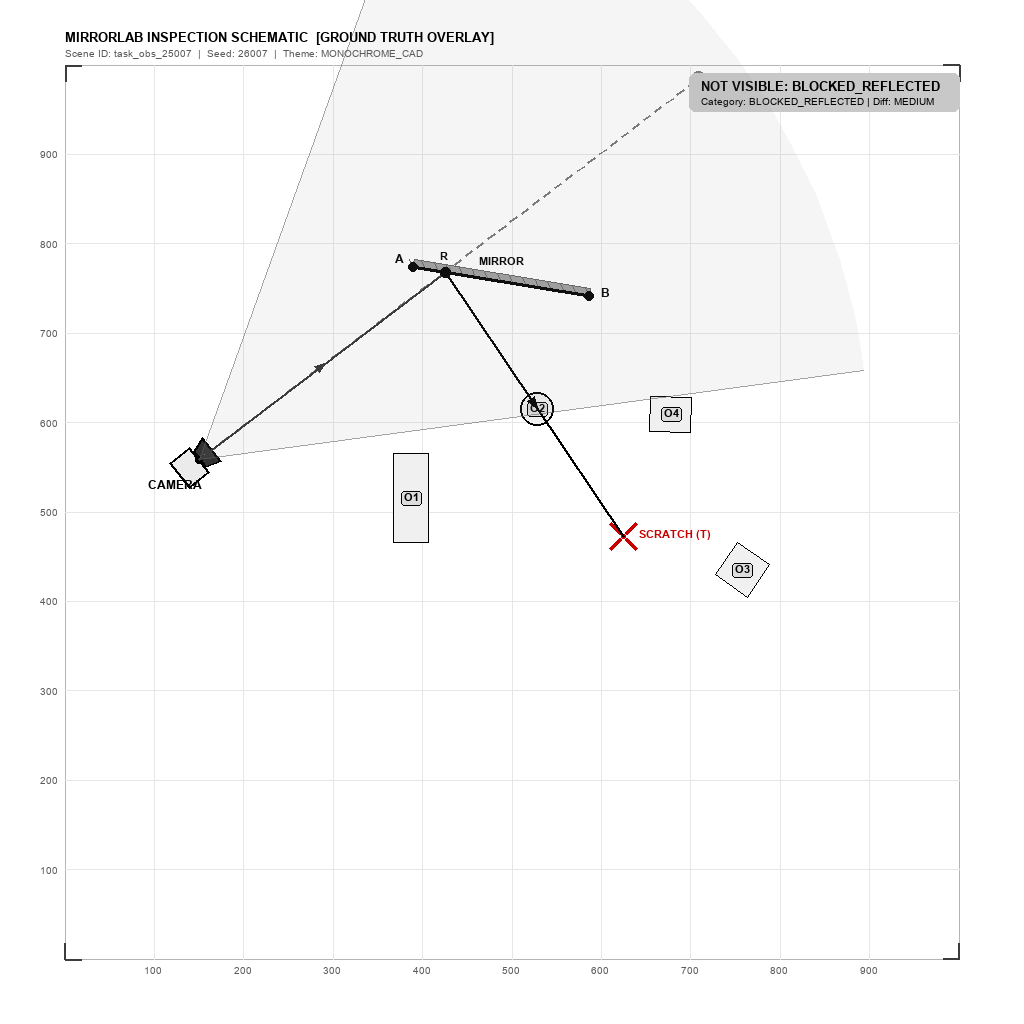 MIRRORLAB INSPECTION SCHEMATIC  [GROUND TRUTH OVERLAY]
Scene ID: task_obs_25007  |  Seed: 26007  |  Theme: MONOCHROME_CAD
NOT VISIBLE: BLOCKED_REFLECTED
Category: BLOCKED_REFLECTED | Diff: MEDIUM
900
800
A
R
MIRROR
B
700
600
O2
O4
CAMERA
O1
500
SCRATCH (T)
O3
400
300
200
100
100 200 300 400 500 600 700 800 900